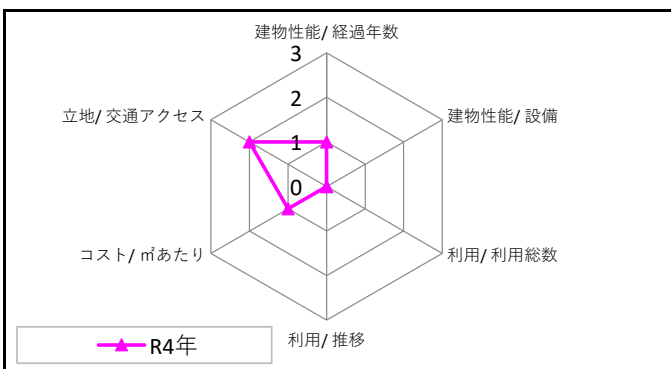 建物性能/ 経過年数
3
2
1
0
立地/ 交通アクセス
建物性能/ 設備
コスト/ ㎡あたり
利用/ 利用総数
利用/ 推移
R4年